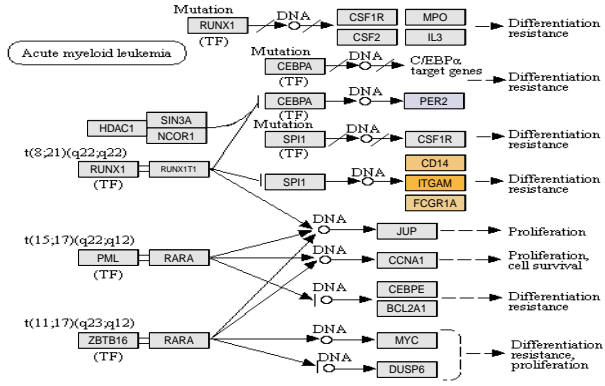 Mutation
RUNX1
(TF)
DNA
CSF1R
MPO
CSF2
IL3
Differentiation
resistance
Acute myeloid leukemia
Mutation
CEBPA
(TF)
DNA
C/EBPα
target genes
Differentiation
resistance
CEBPA
(TF)
DNA
PER2
HDAC1
SIN3A
NCOR1
Mutation
SPI1
(TF)
DNA
CSF1R
Differentiation
resistance
t(8;21)(q22;q22)
RUNX1
RUNX1T1
(TF)
SPI1
DNA
CD14
ITGAM
FCGR1A
Differentiation
resistance
DNA
JUP
Proliferation
t(15;17)(q22;q12)
PML
RARA
(TF)
DNA
CCNA1
Proliferation,
cell survival
DNA
CEBPE
BCL2A1
Differentiation
resistance
t(11;17)(q23;q12)
ZBTB16
RARA
(TF)
DNA
MYC
DNA
DUSP6
Differentiation
resistance,
proliferation